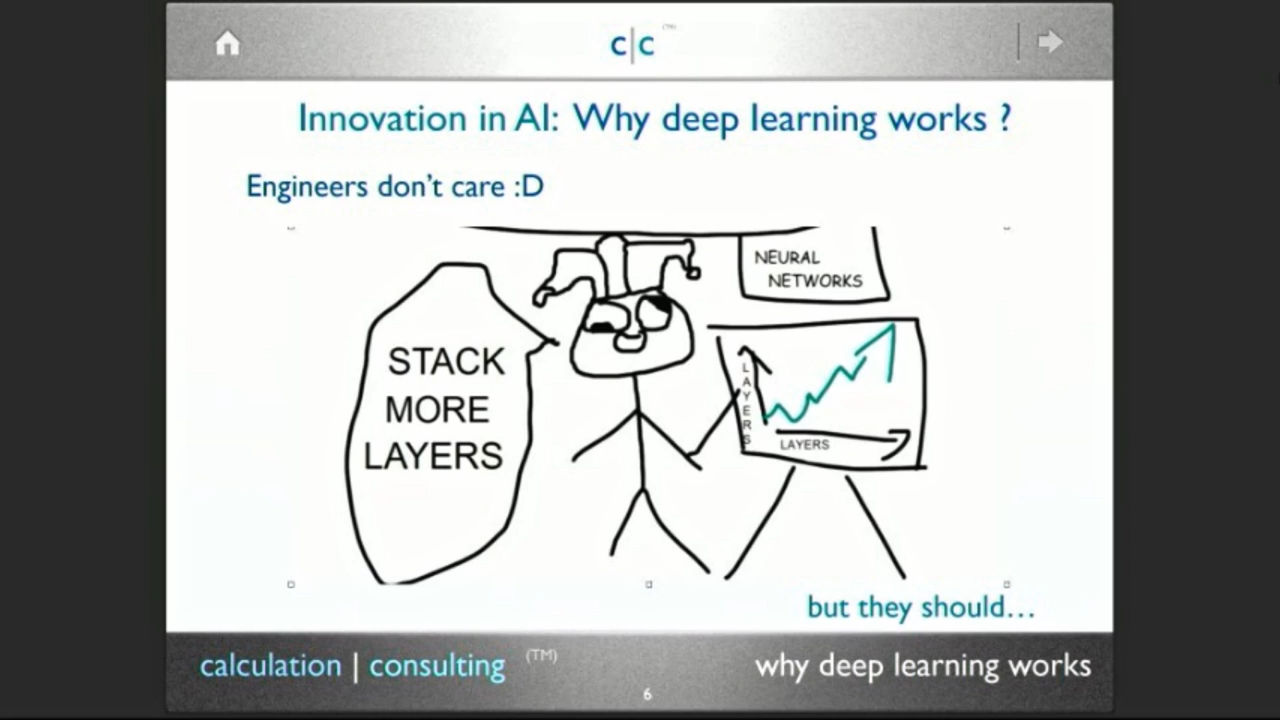 c|c (TM)
Innovation in AI: Why deep learning works ?
Engineers don't care :D
NEURAL
NETWORKS
STACK
MORE
LAYERS
LAYERS
LAYERS
but they should...
calculation | consulting (TM)
why deep learning works
6